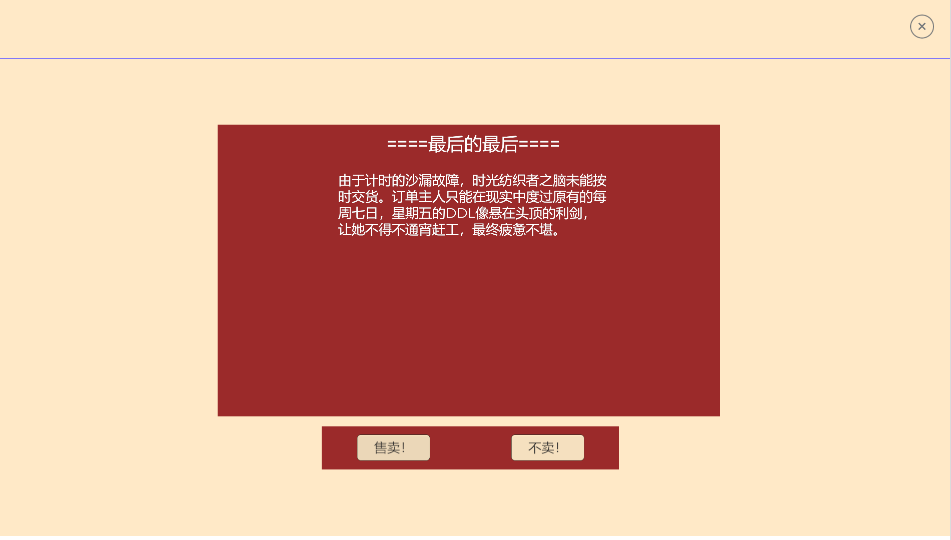 ====最后的最后====
由于计时的沙漏故障，时光纺织者之脑未能按
时交货。订单主人只能在现实中度过原有的每
周七日，星期五的DDL像悬在头顶的利剑，
让她不得不通宵赶工，最终疲惫不堪。
售卖！
不卖！